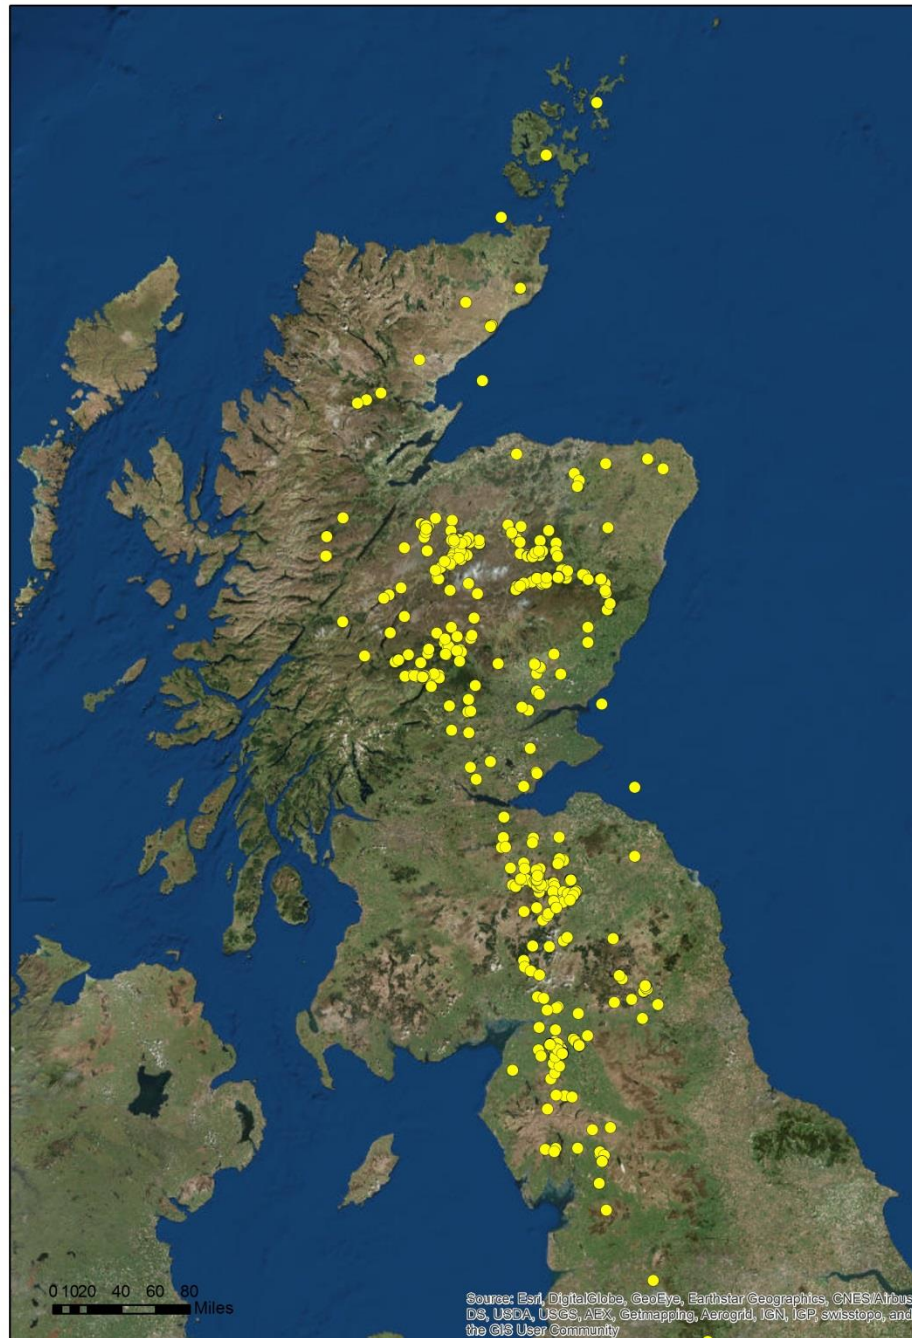 0 10 20 40 60 80
Miles
Source: Esri, DigitalGlobe, GeoEye, Earthstar Geographics, CNES/Airbus
DS, USDA, USGS, AEX, Getmapping, Aerogrid, IGN, IGP, swisstopo, and
the GIS User Community